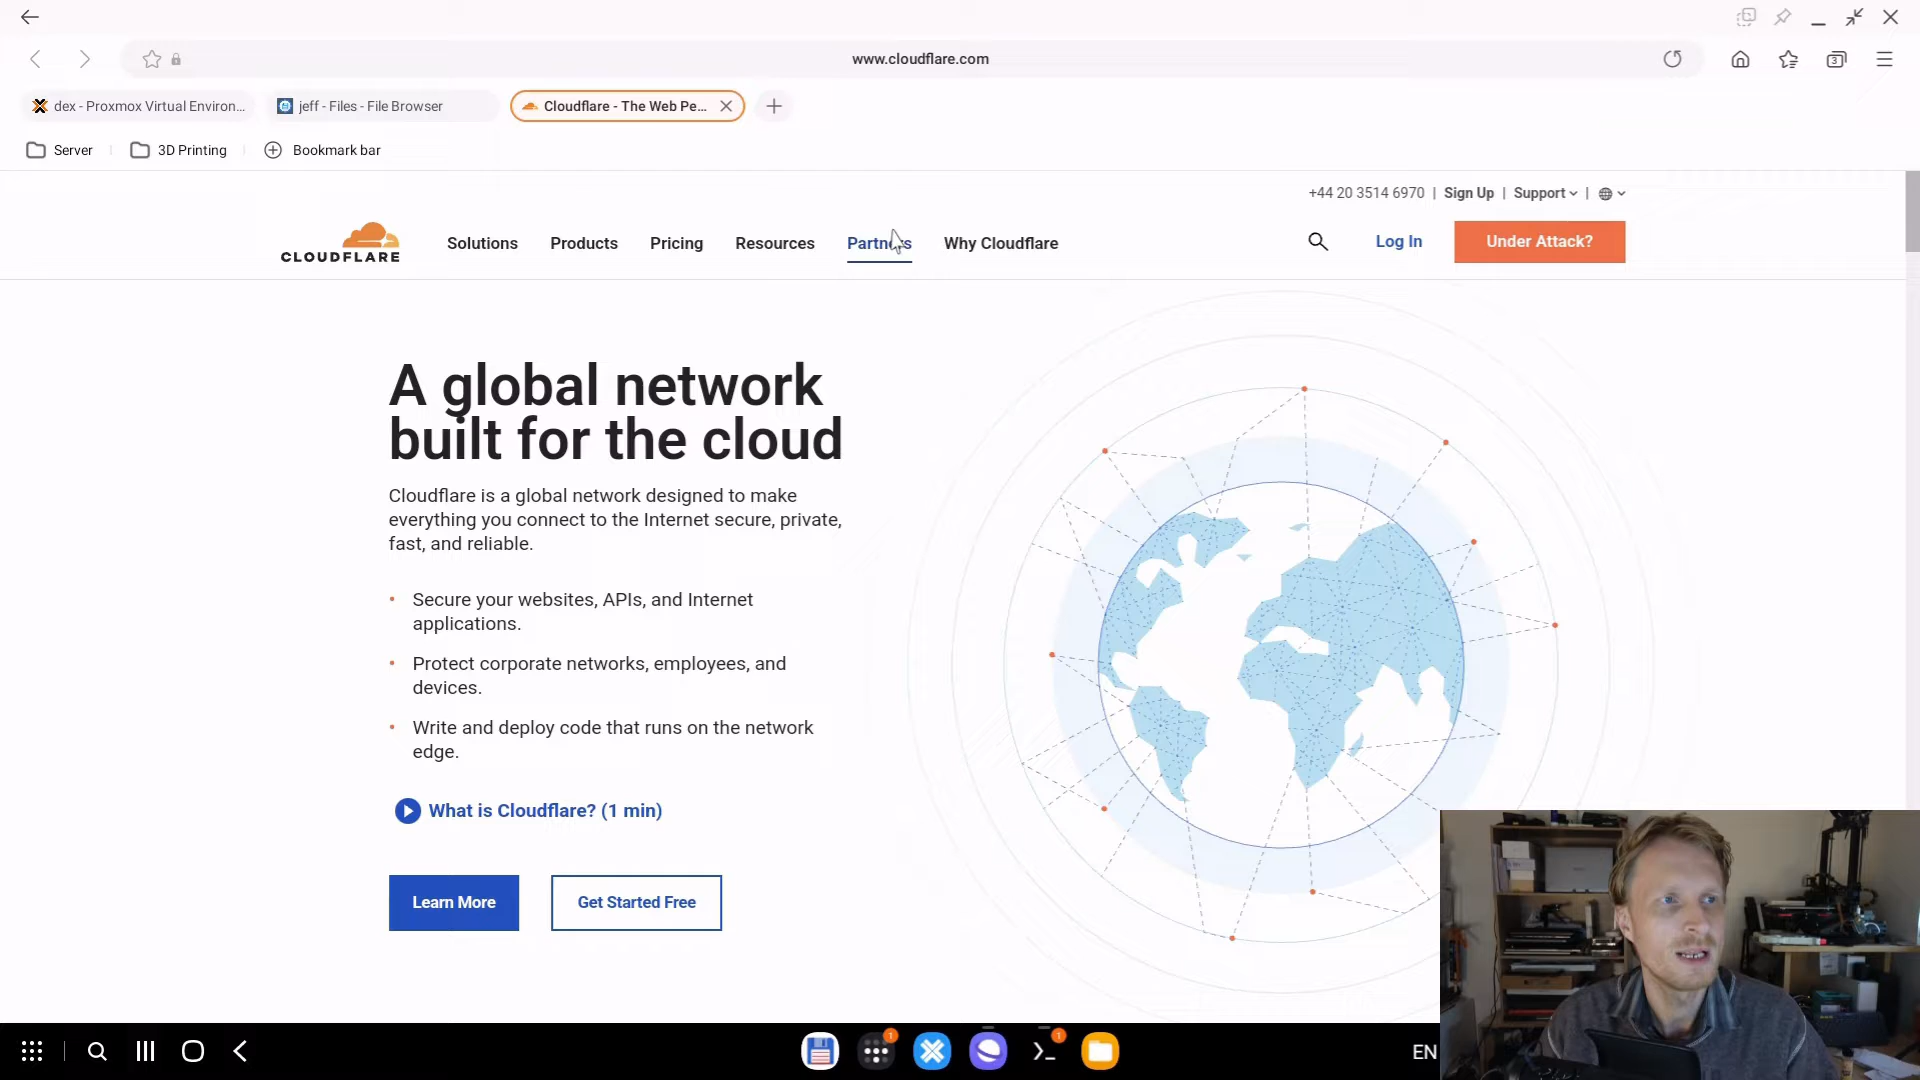 www.cloudflare.com
3
dex - Proxmox Virtual Environ...
jeff - Files - File Browser
Cloudflare - The Web Pe...
Server
3D Printing
Bookmark bar
+44 20 3514 6970 | Sign Up | Support |
CLOUDFLARE
Solutions
Products
Pricing
Resources
Partners
Why Cloudflare
Log In
Under Attack?
A global network
built for the cloud
Cloudflare is a global network designed to make
everything you connect to the Internet secure, private,
fast, and reliable.
• Secure your websites, APIs, and Internet
applications.
• Protect corporate networks, employees, and
devices.
• Write and deploy code that runs on the network
edge.
What is Cloudflare? (1 min)
Learn More
Get Started Free
1
1
EN